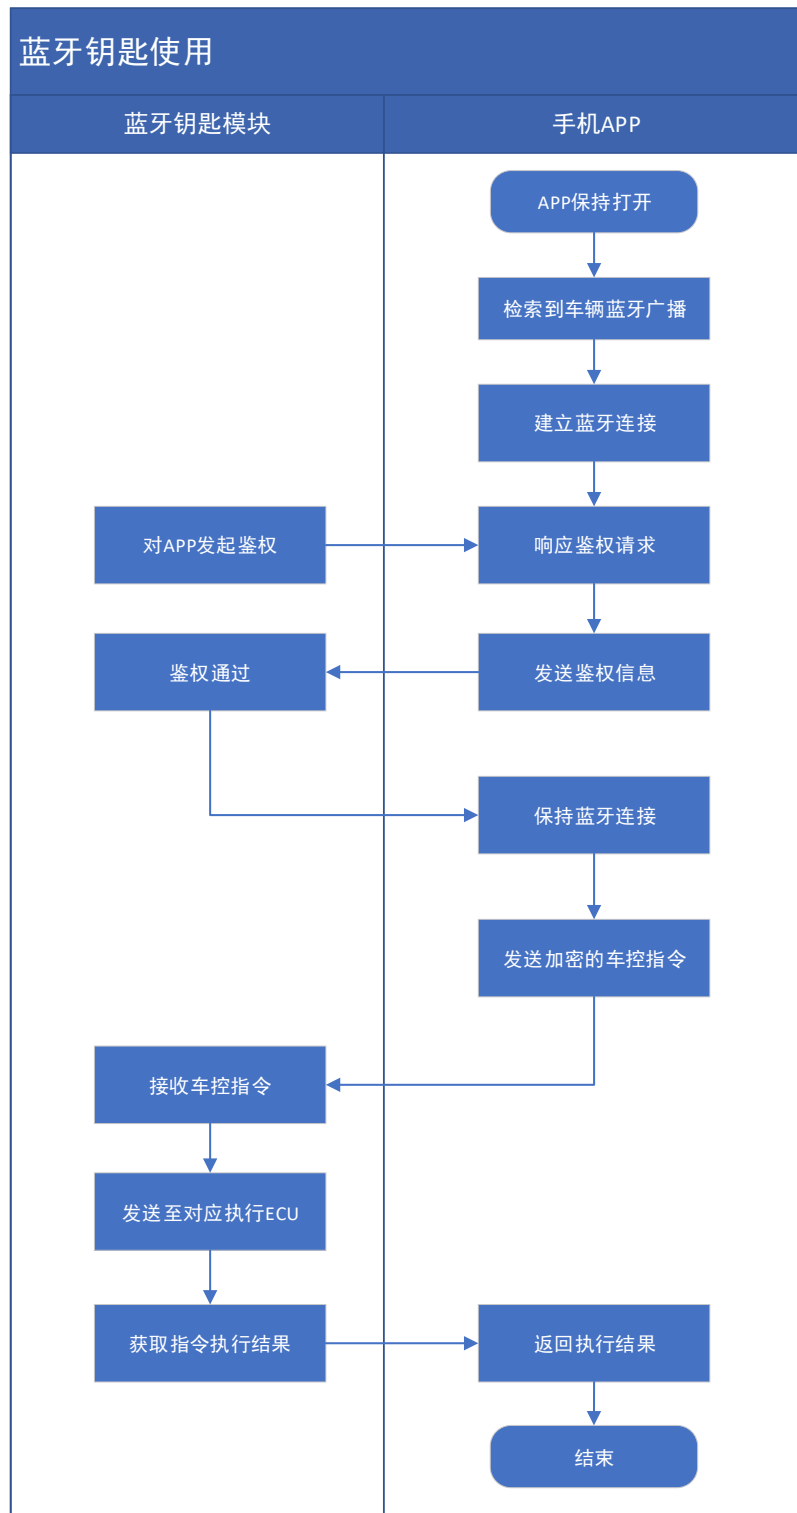 蓝牙钥匙使用
蓝牙钥匙模块
手机APP
APP保持打开
检索到车辆蓝牙广播
建立蓝牙连接
对APP发起鉴权
响应鉴权请求
鉴权通过
发送鉴权信息
保持蓝牙连接
发送加密的车控指令
接收车控指令
发送至对应执行ECU
获取指令执行结果
返回执行结果
结束